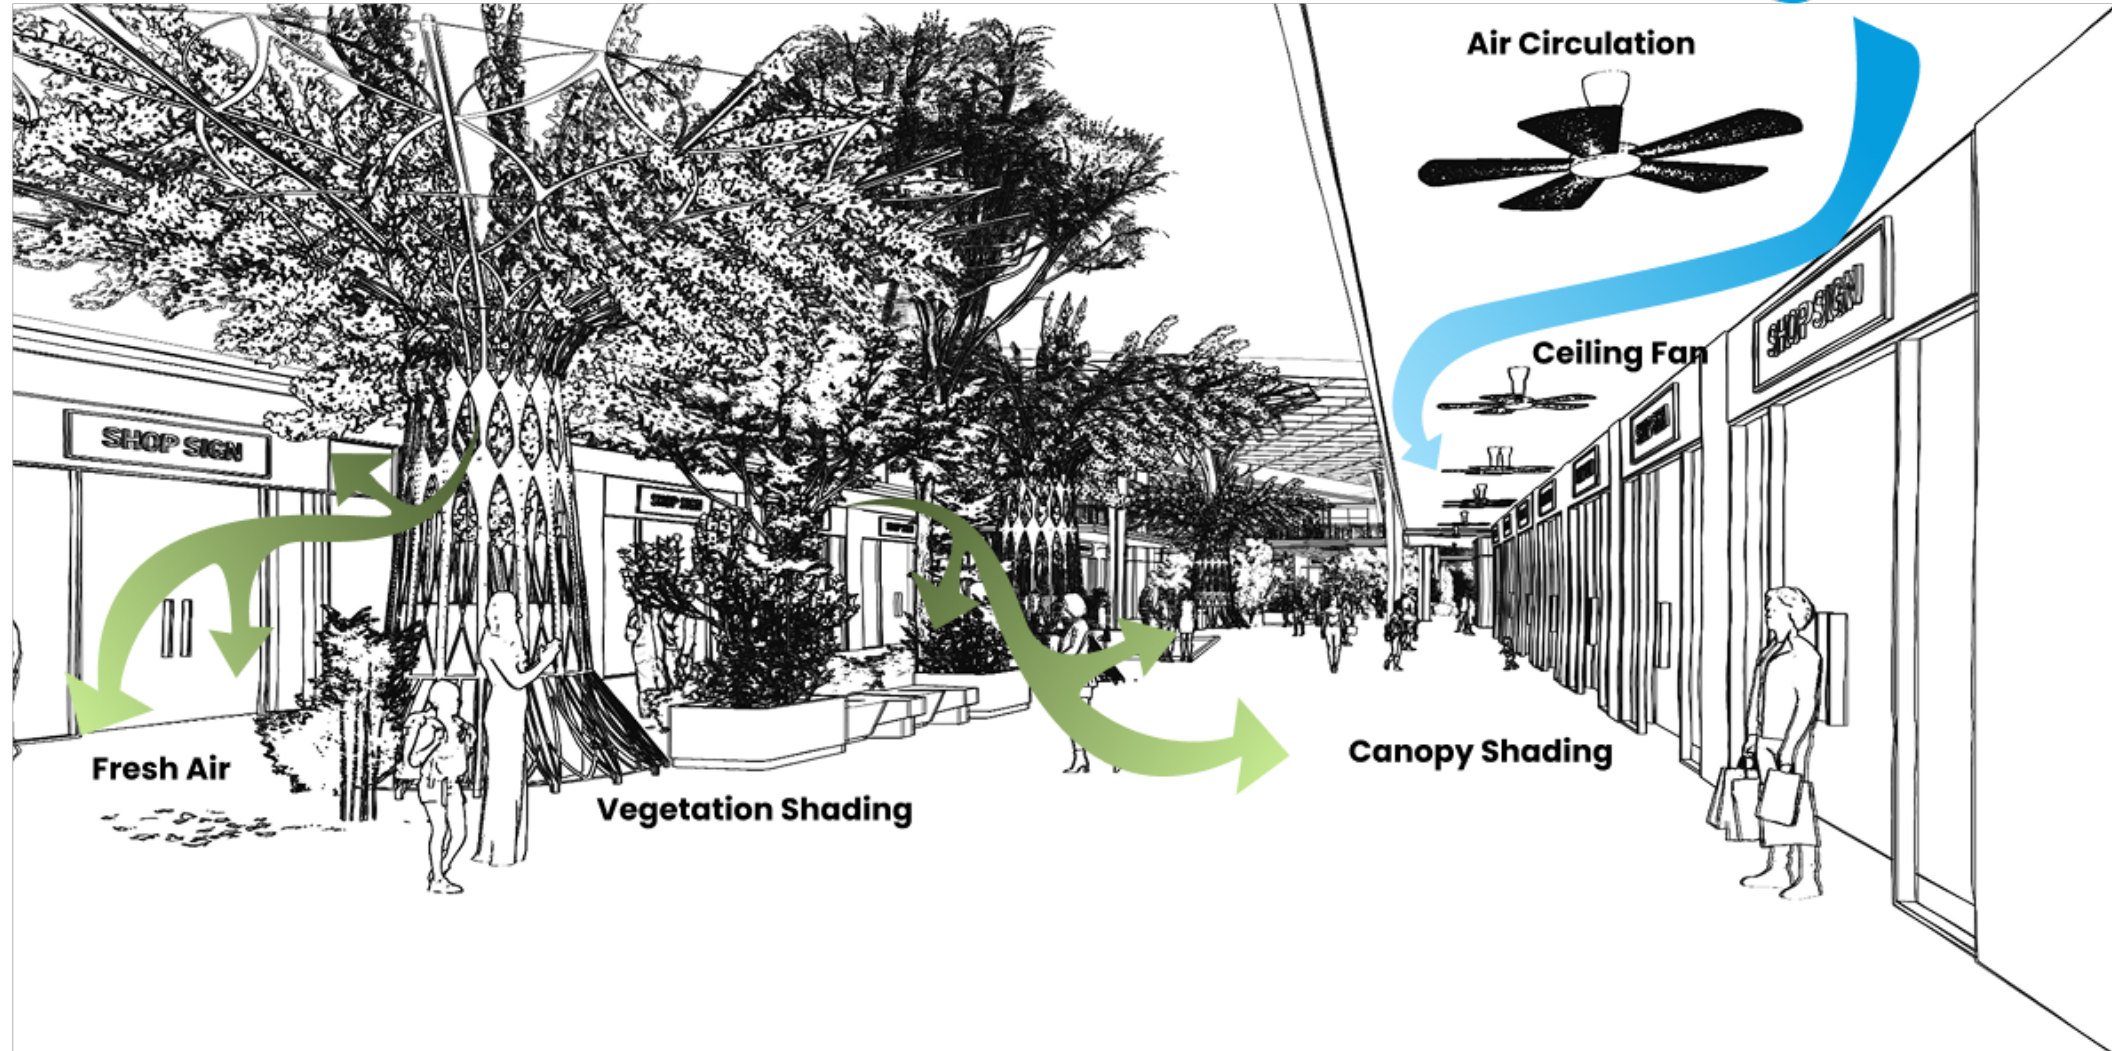 Air Circulation
Ceiling Fan
SHOP SIGN
SHOP SIGN
Fresh Air
Vegetation Shading
Canopy Shading